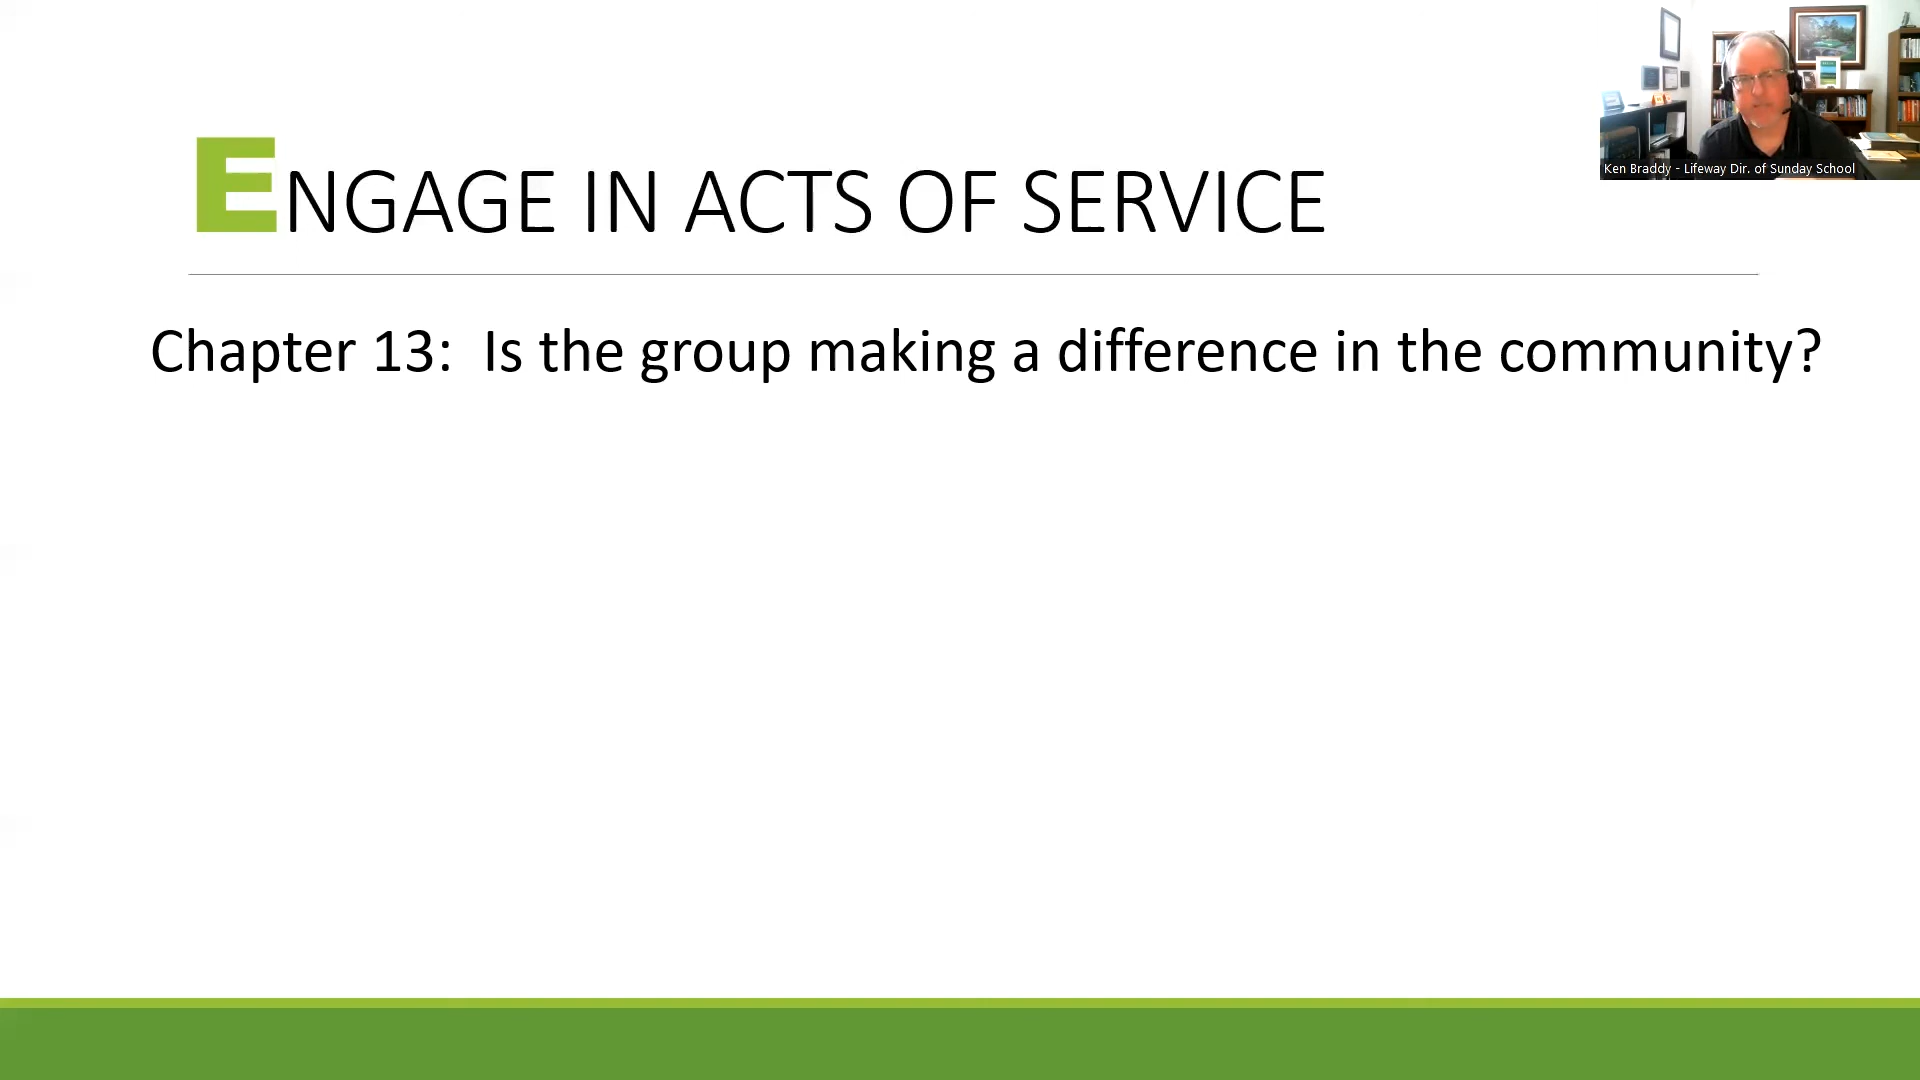 ENGAGE IN ACTS OF SERVICE
Chapter 13:  Is the group making a difference in the community?
Ken Braddy - Lifeway Dir. of Sunday School